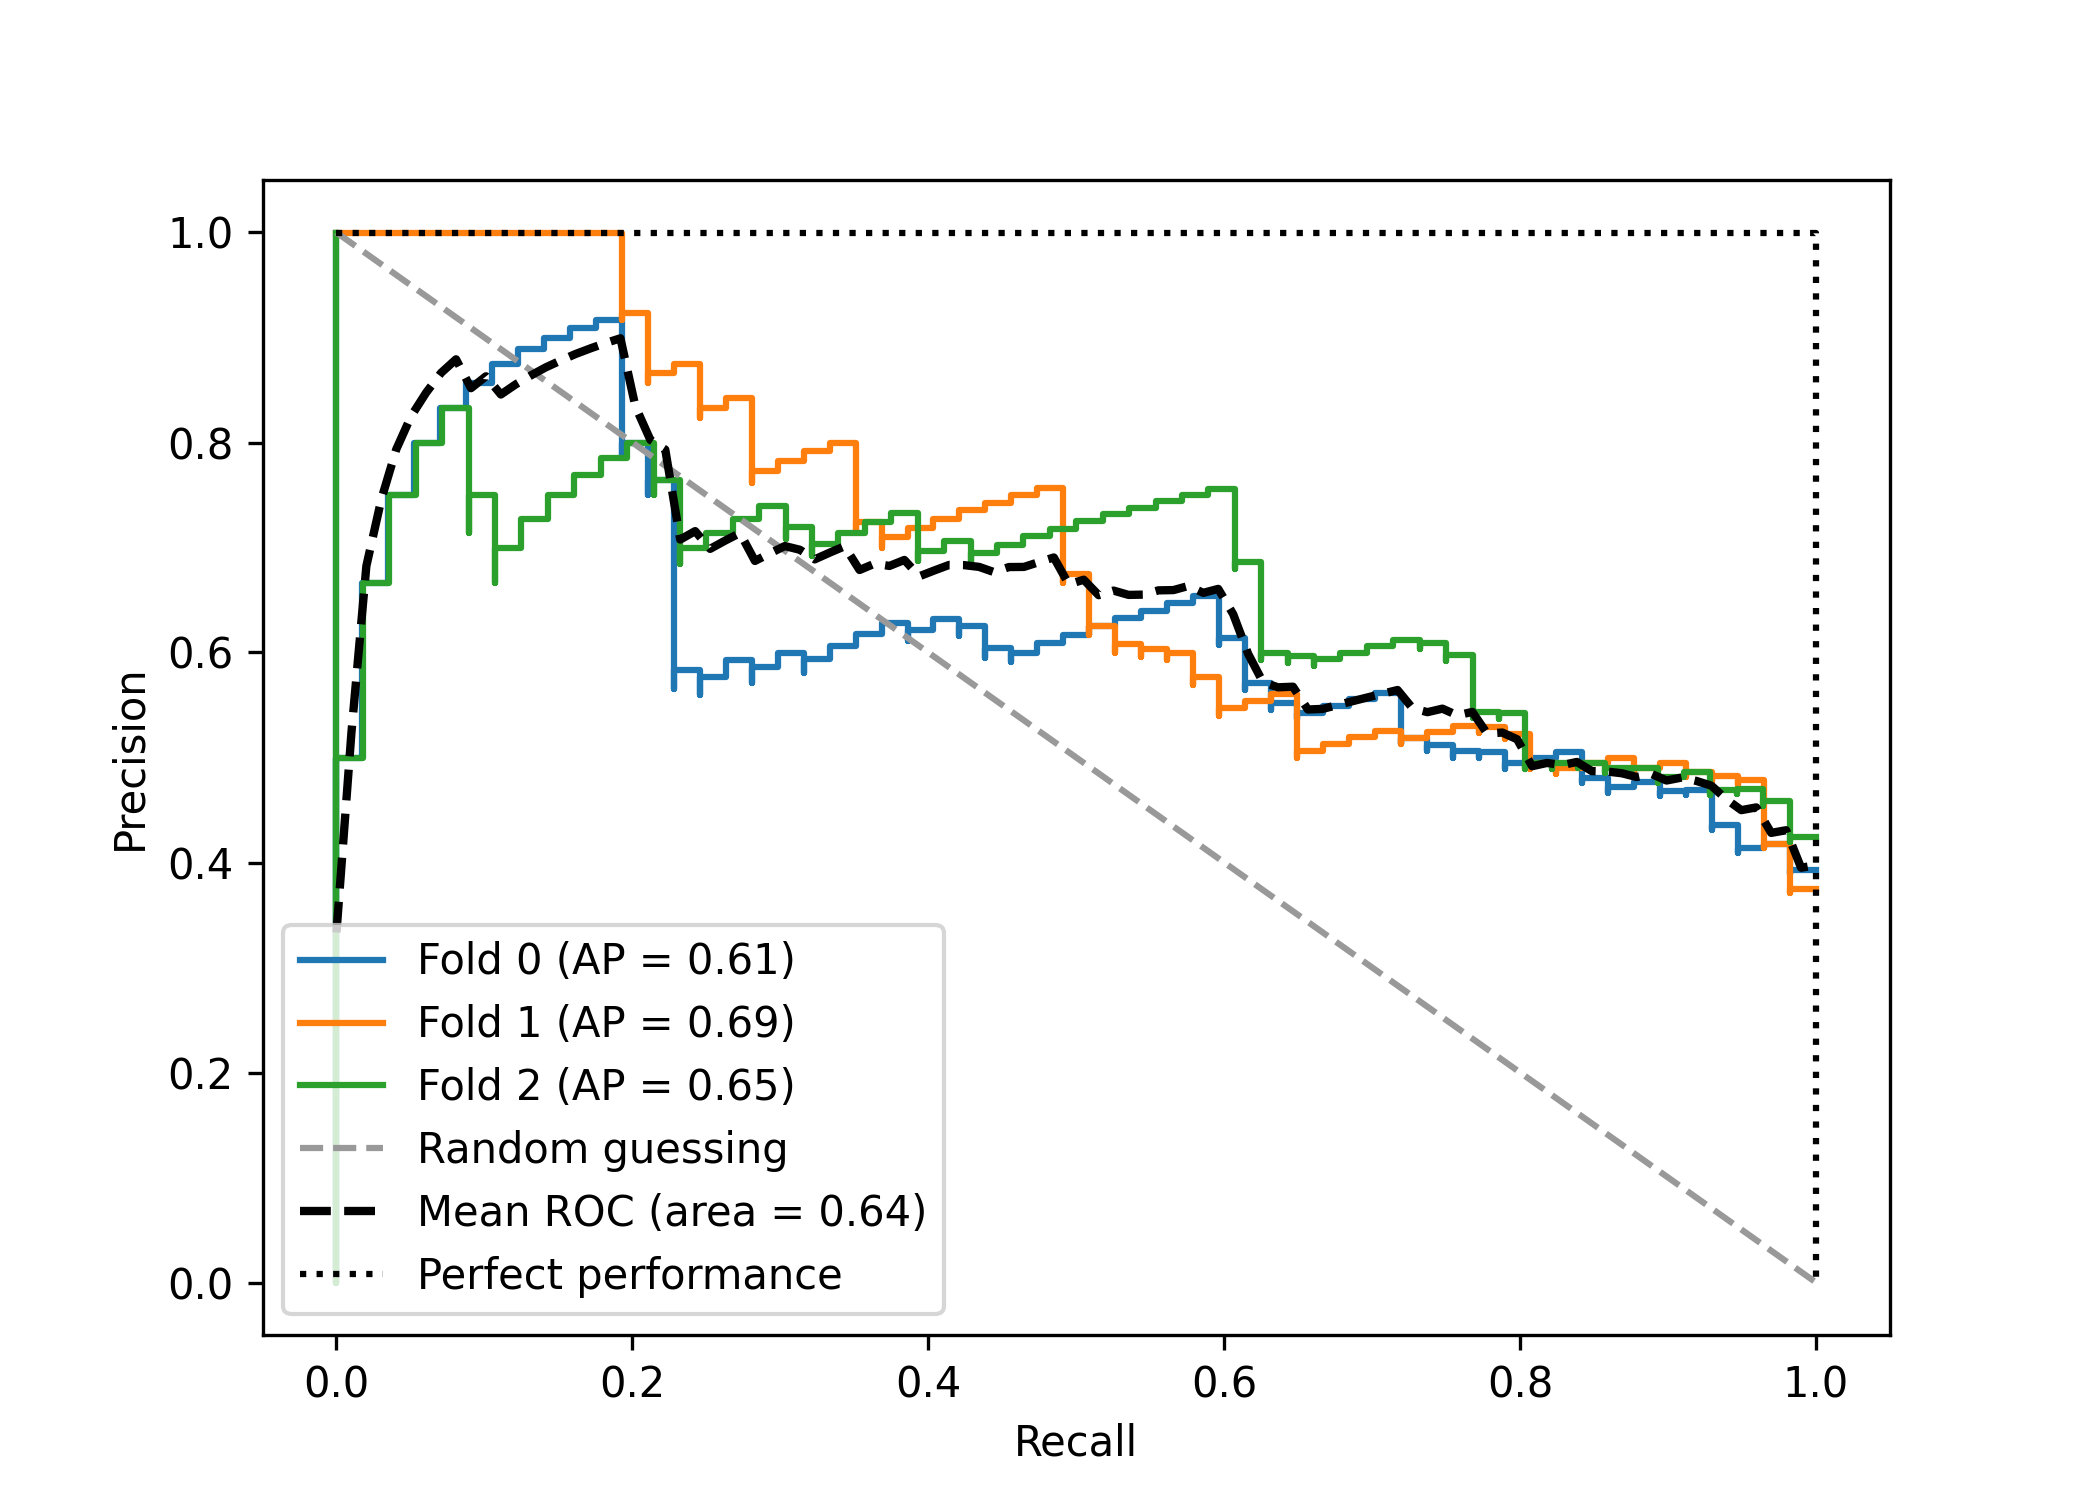 1.0
0.8
0.6
0.4
0.2
0.0
Precision
Fold 0 (AP = 0.61)
Fold 1 (AP = 0.69)
Fold 2 (AP = 0.65)
Random guessing
Mean ROC (area = 0.64)
Perfect performance
0.0 0.2 0.4 0.6 0.8 1.0
Recall